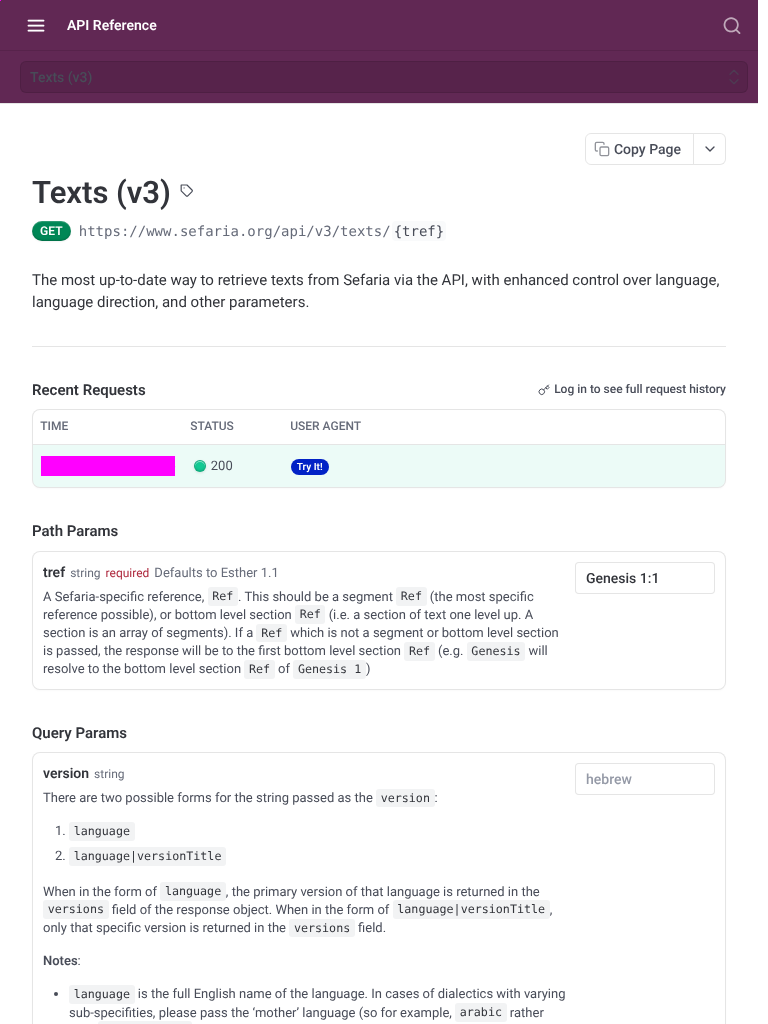 API Reference
Texts (v3)
Copy Page
Texts (v3)
GET https://www.sefaria.org/api/v3/texts/{tref}
The most up-to-date way to retrieve texts from Sefaria via the API, with enhanced control over language,
language direction, and other parameters.
Recent Requests
Log in to see full request history
TIME STATUS USER AGENT
200 Try It!
Path Params
tref string required Defaults to Esther 1.1
Genesis 1:1
A Sefaria-specific reference, Ref . This should be a segment Ref (the most specific
reference possible), or bottom level section Ref (i.e. a section of text one level up. A
section is an array of segments). If a Ref which is not a segment or bottom level section
is passed, the response will be to the first bottom level section Ref (e.g. Genesis will
resolve to the bottom level section Ref of Genesis 1 )
Query Params
version string
hebrew
There are two possible forms for the string passed as the version :
1. language
2. language|versionTitle
When in the form of language , the primary version of that language is returned in the
versions field of the response object. When in the form of language|versionTitle ,
only that specific version is returned in the versions field.
Notes:
• language is the full English name of the language. In cases of dialectics with varying
sub-specifities, please pass the ‘mother’ language (so for example, arabic rather